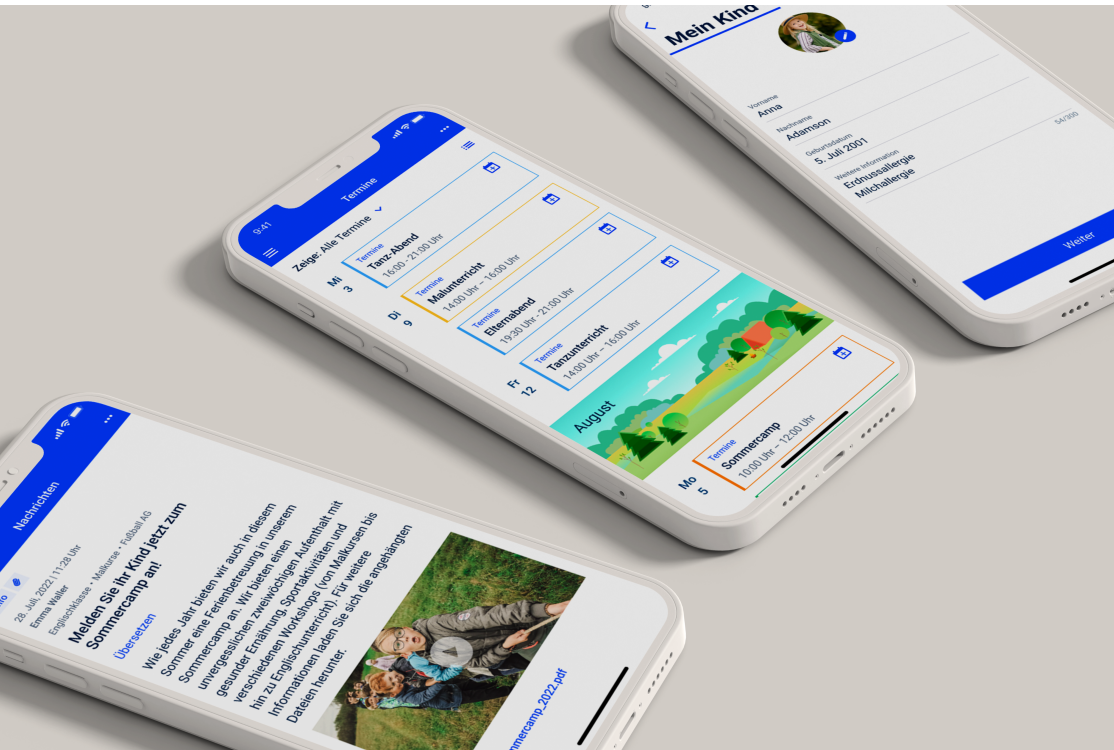 Nachrichten
28. Juli, 2022 | 11:28 Uhr
Emma Waller
Englischklasse • Malkurse • Fußball AG
Melden Sie ihr Kind jetzt zum
Sommercamp an!
Übersetzen
Wie jedes Jahr bieten wir auch in diesem
Sommer eine Ferienbetreuung in unserem
Sommercamp an. Wir bieten einen
unvergesslichen zweiwöchigen Aufenthalt mit
gesunder Ernährung, Sportaktivitäten und
verschiedenen Workshops (von Malkursen bis
hin zu Englischunterricht). Für weitere
Informationen laden Sie sich die angehängten
Dateien herunter.
mmercamp_2022.pdf
9:41
Termine
Zeige: Alle Termine
Mi
3
Termine
Tanz-Abend
16:00 - 21:00 Uhr
Di
9
Termine
Malunterricht
14:00 Uhr – 16:00 Uhr
Termine
Elternabend
19:30 Uhr - 21:00 Uhr
Fr
12
Termine
Tanzunterricht
14:00 Uhr – 16:00 Uhr
August
Mo
5
Termine
Sommercamp
10:00 Uhr – 12:00 Uhr
Mein Kind
Vorname
Anna
Nachname
Adamson
Geburtsdatum
5. Juli 2001
Weitere Information
54/300
Erdnussallergie
Milchallergie
Weiter